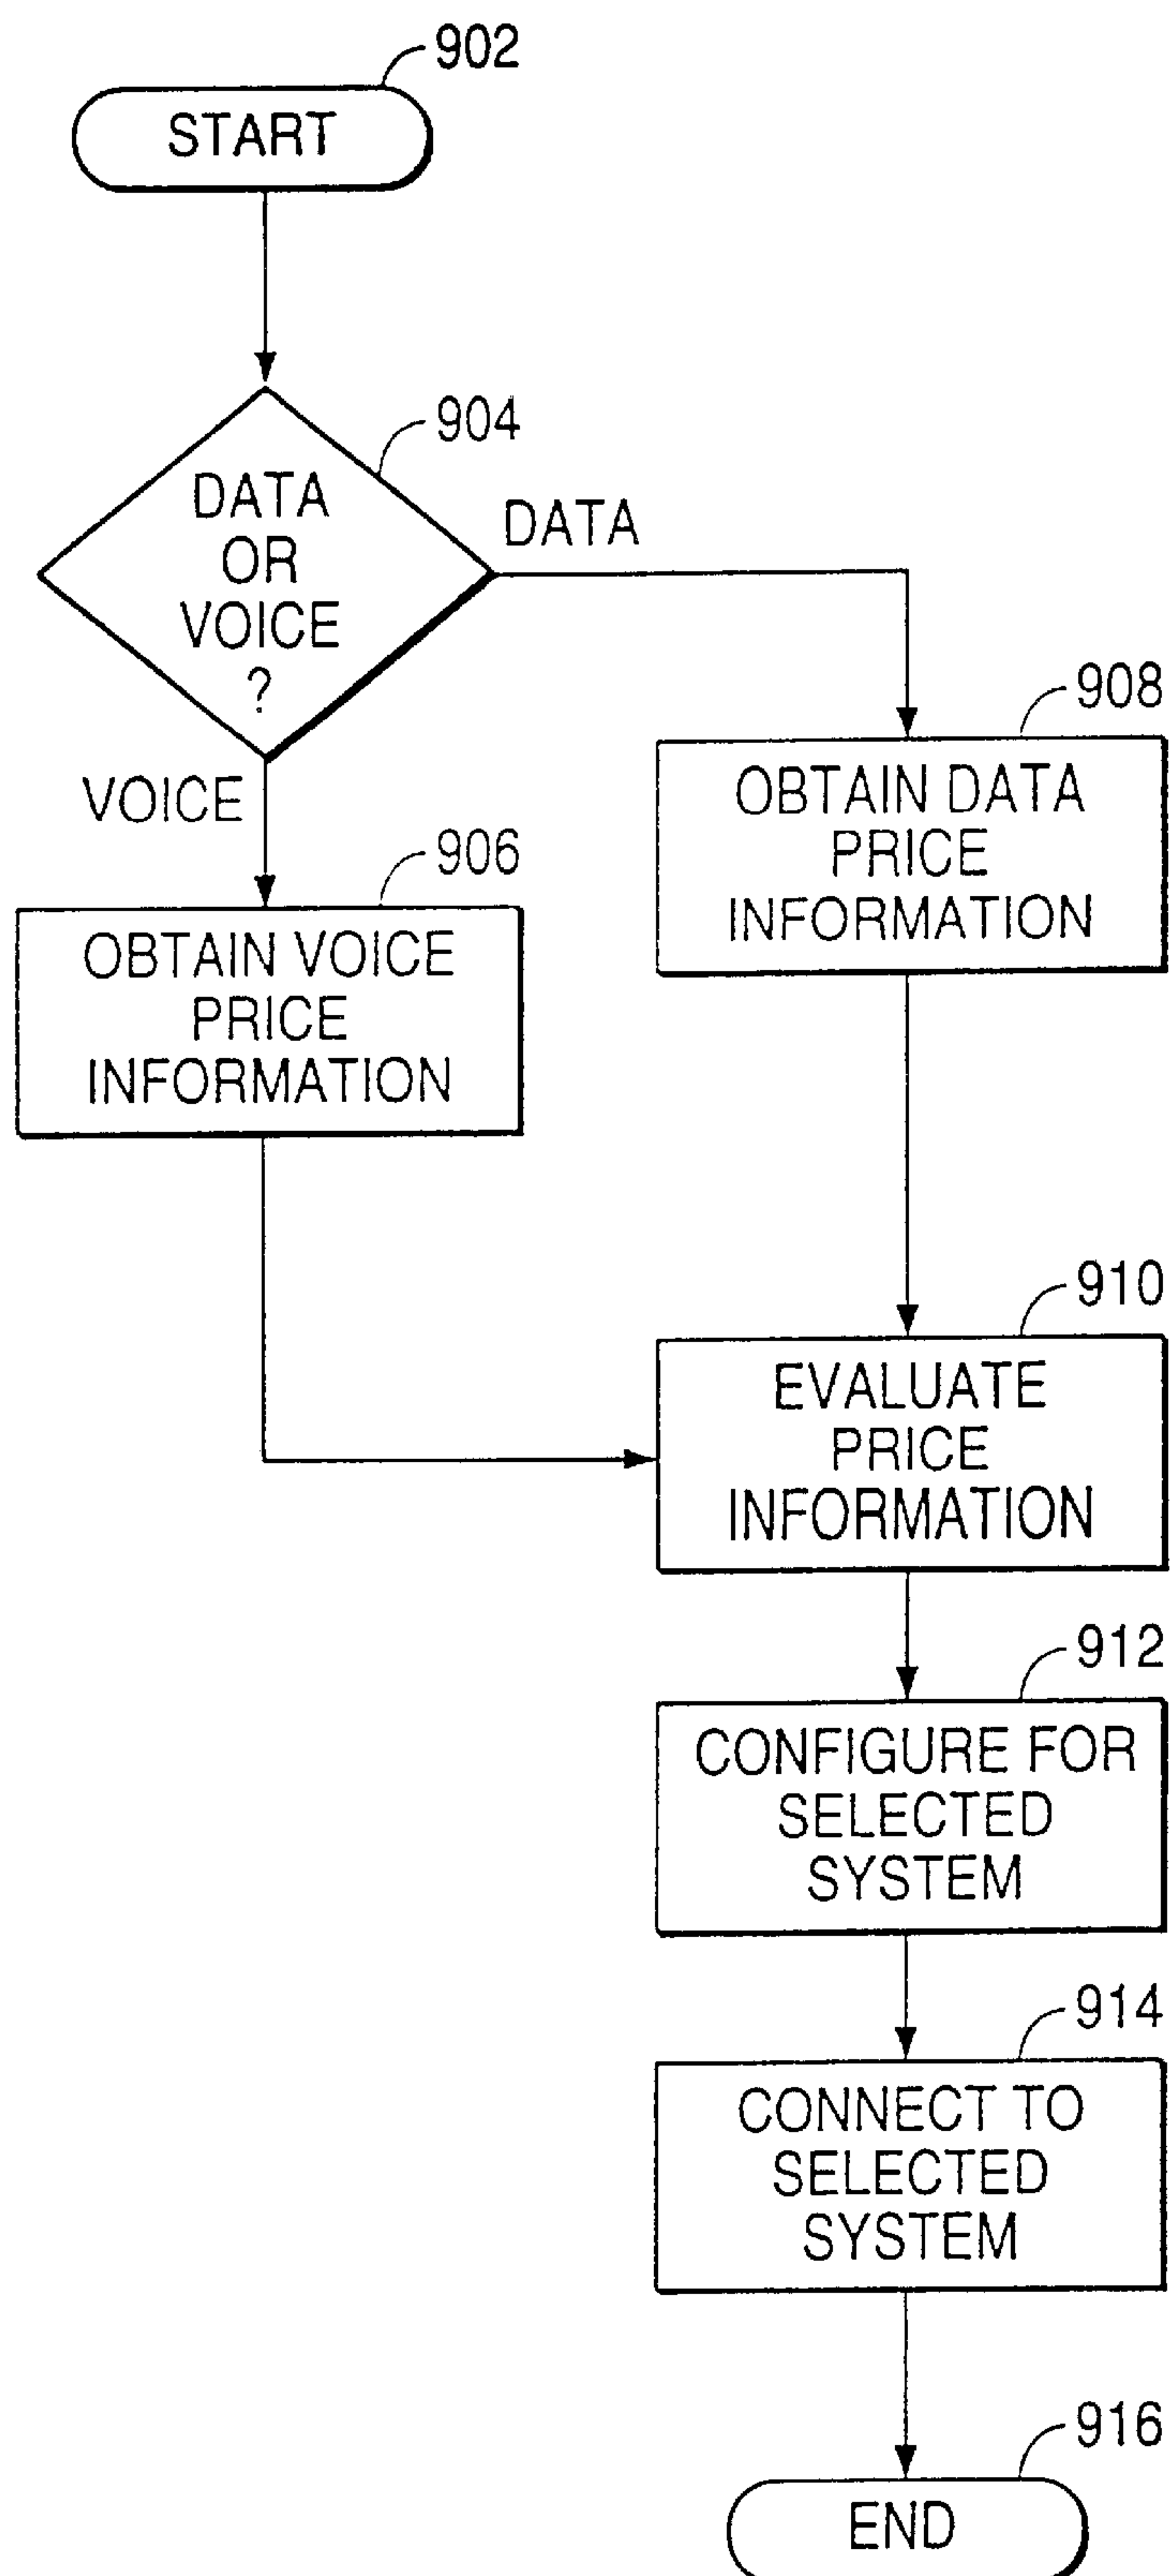 902
START
904
DATA
OR
VOICE
?
DATA
VOICE
908
OBTAIN DATA
PRICE
INFORMATION
906
OBTAIN VOICE
PRICE
INFORMATION
910
EVALUATE
PRICE
INFORMATION
912
CONFIGURE FOR
SELECTED
SYSTEM
914
CONNECT TO
SELECTED
SYSTEM
916
END